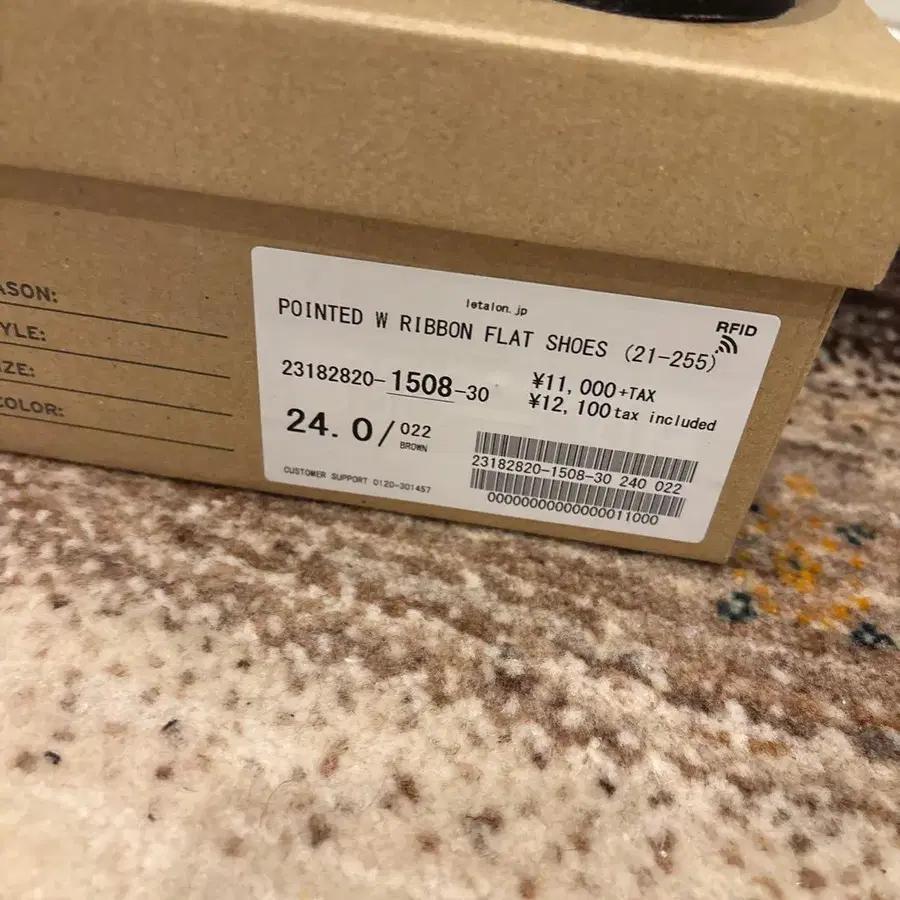 ASON:
YLE:
ZE:
COLOR:
letalon.jp
RFID
POINTED W RIBBON FLAT SHOES (21-255)
23182820-1508-30
¥11,000+TAX
¥12,100 tax included
24.0/022
BROWN
23182820-1508-30 240 022
CUSTOMER SUPPORT 0120-301457
00000000000000011000